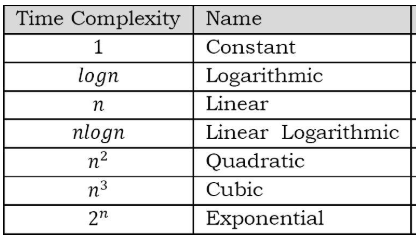 Time Complexity Name
1 Constant
logn Logarithmic
n Linear
nlogn Linear Logarithmic
n² Quadratic
n³ Cubic
2ⁿ Exponential